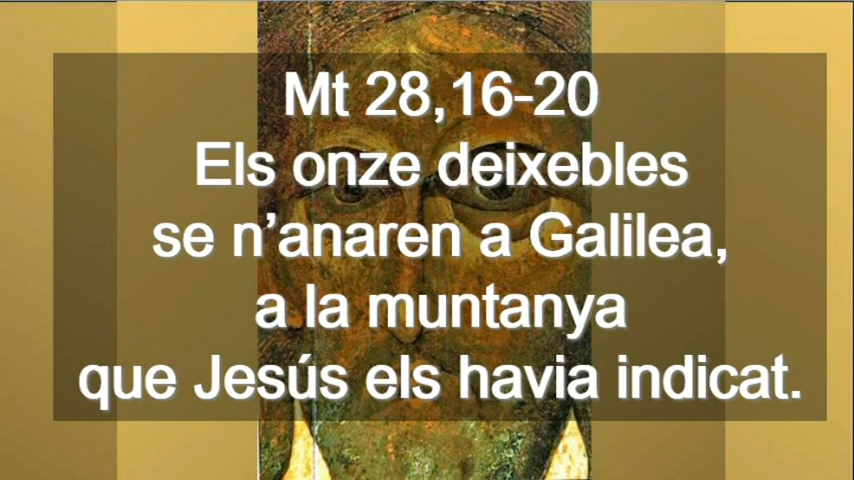 Mt 28,16-20
Els onze deixebles
se n’anaren a Galilea,
a la muntanya
que Jesús els havia indicat.